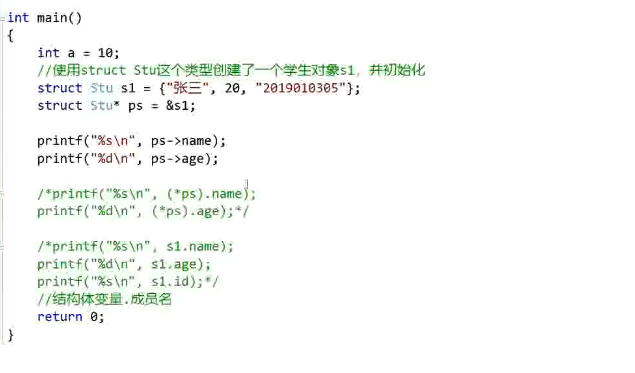 int main()
{
    int a = 10;
    //使用struct Stu这个类型创建了一个学生对象s1，并初始化
    struct Stu s1 = {"张三", 20, "2019010305"};
    struct Stu* ps = &s1;

    printf("%s\n", ps->name);
    printf("%d\n", ps->age);

    /*printf("%s\n", (*ps).name);
    printf("%d\n", (*ps).age);*/

    /*printf("%s\n", s1.name);
    printf("%d\n", s1.age);
    printf("%s\n", s1.id);*/
    //结构体变量.成员名
    return 0;
}